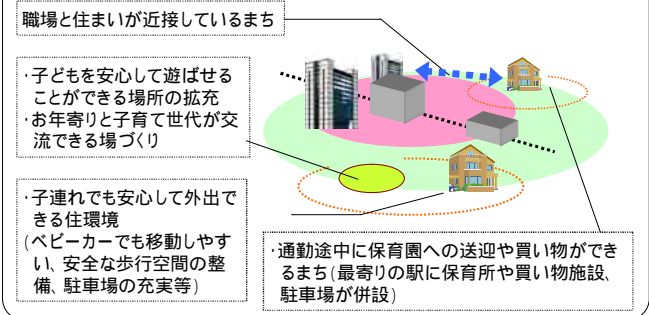 職場と住まいが近接しているまち
・子どもを安心して遊ばせる
ことができる場所の拡充
・お年寄りと子育て世代が交
流できる場づくり
・子連れでも安心して外出で
きる住環境
(ベビーカーでも移動しやす
い、安全な歩行空間の整
備、駐車場の充実等)
・通勤途中に保育園への送迎や買い物ができ
るまち(最寄りの駅に保育所や買い物施設、
駐車場が併設)